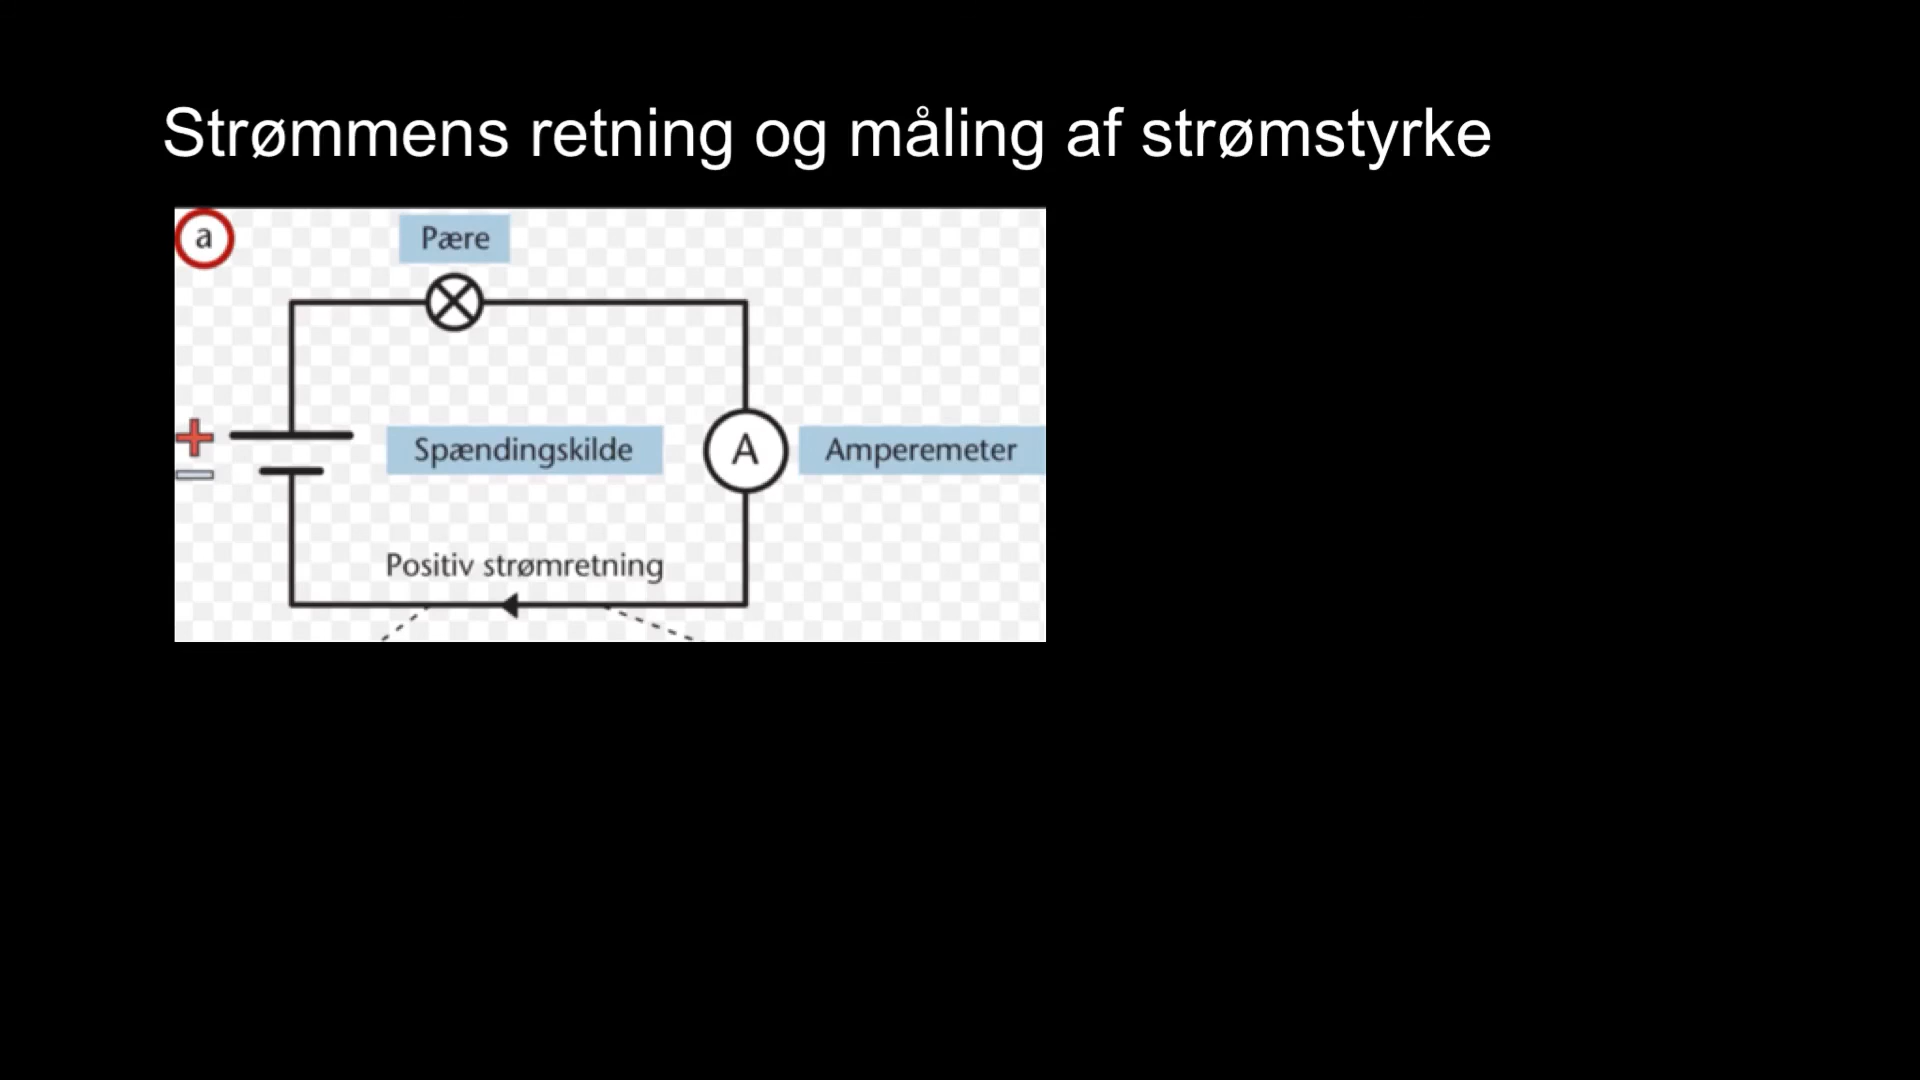 Strømmens retning og måling af strømstyrke
a
Pære
+
Spændingskilde
A
Amperemeter
−
Positiv strømretning